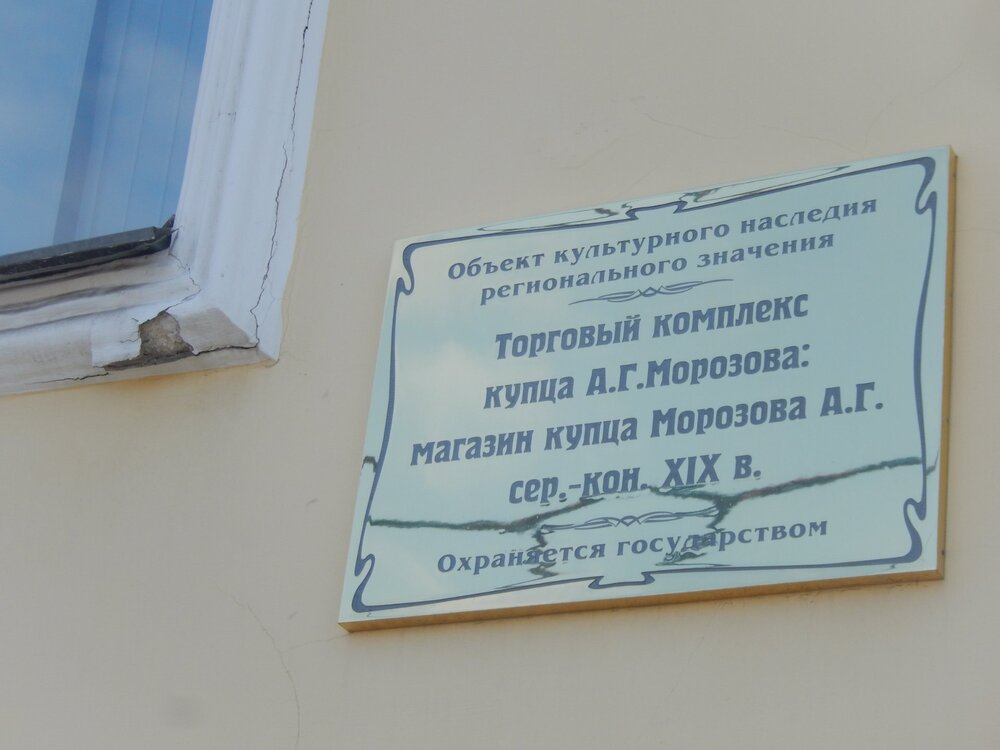 Объект культурного наследия
регионального значения
Торговый комплекс
купца А.Г.Морозова:
магазин купца Морозова А.Г.
сер.-кон. XIX в.
Охраняется государством